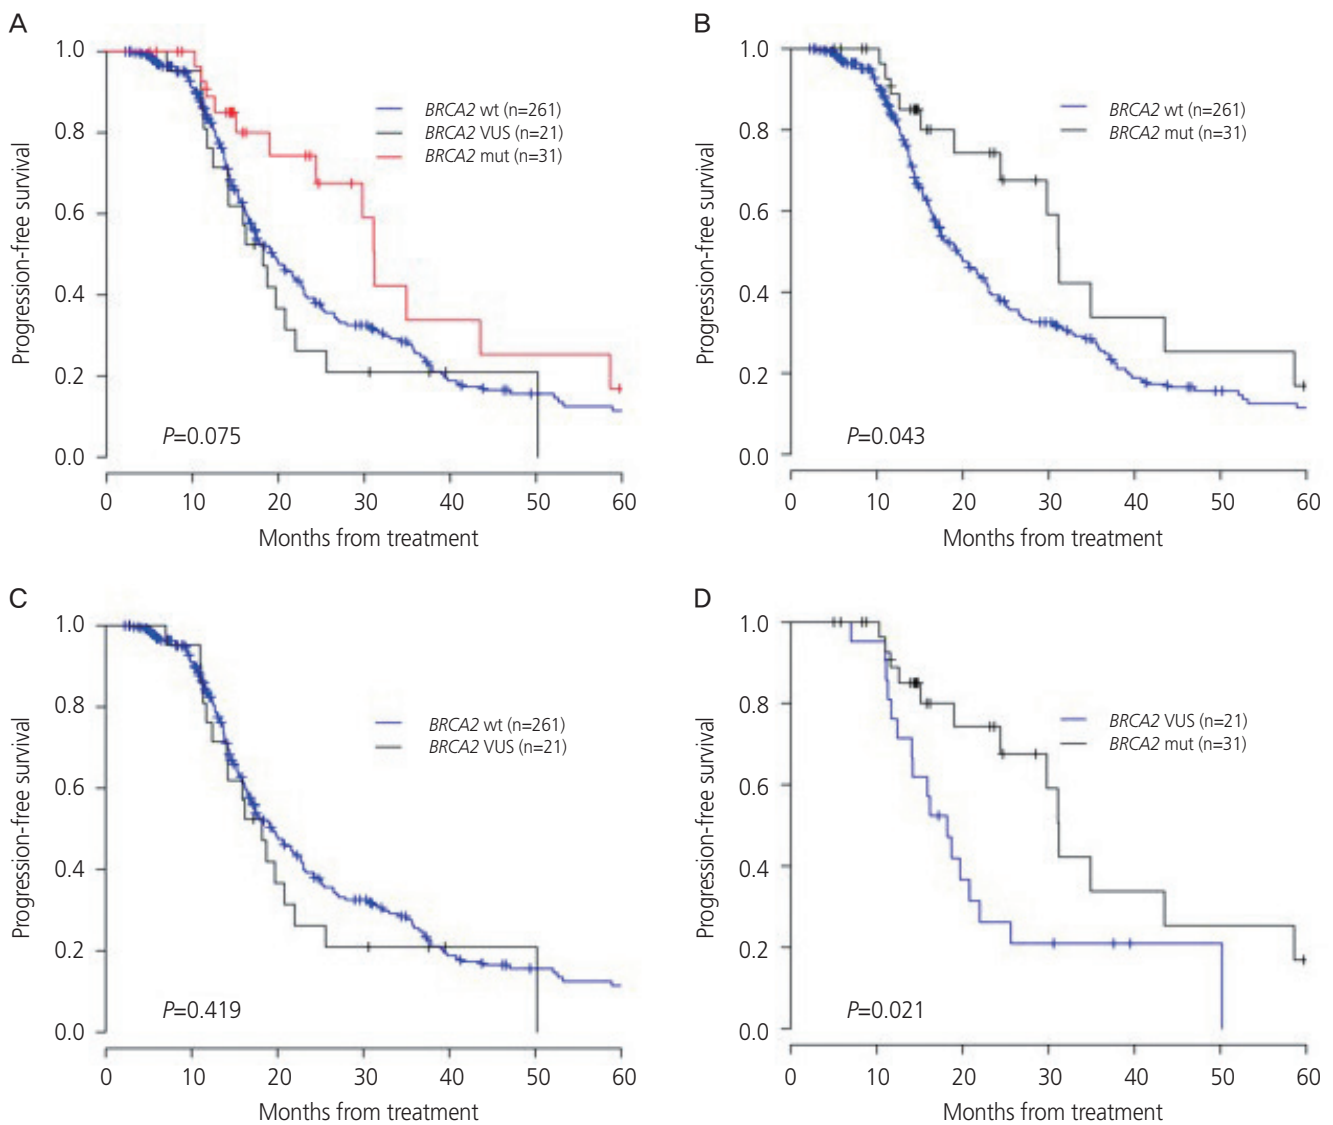 A
Progression-free survival
1.0
0.8
0.6
0.4
0.2
0.0
BRCA2 wt (n=261)
BRCA2 VUS (n=21)
BRCA2 mut (n=31)
P=0.075
0 10 20 30 40 50 60
Months from treatment
B
Progression-free survival
1.0
0.8
0.6
0.4
0.2
0.0
BRCA2 wt (n=261)
BRCA2 mut (n=31)
P=0.043
0 10 20 30 40 50 60
Months from treatment
C
Progression-free survival
1.0
0.8
0.6
0.4
0.2
0.0
BRCA2 wt (n=261)
BRCA2 VUS (n=21)
P=0.419
0 10 20 30 40 50 60
Months from treatment
D
Progression-free survival
1.0
0.8
0.6
0.4
0.2
0.0
BRCA2 VUS (n=21)
BRCA2 mut (n=31)
P=0.021
0 10 20 30 40 50 60
Months from treatment